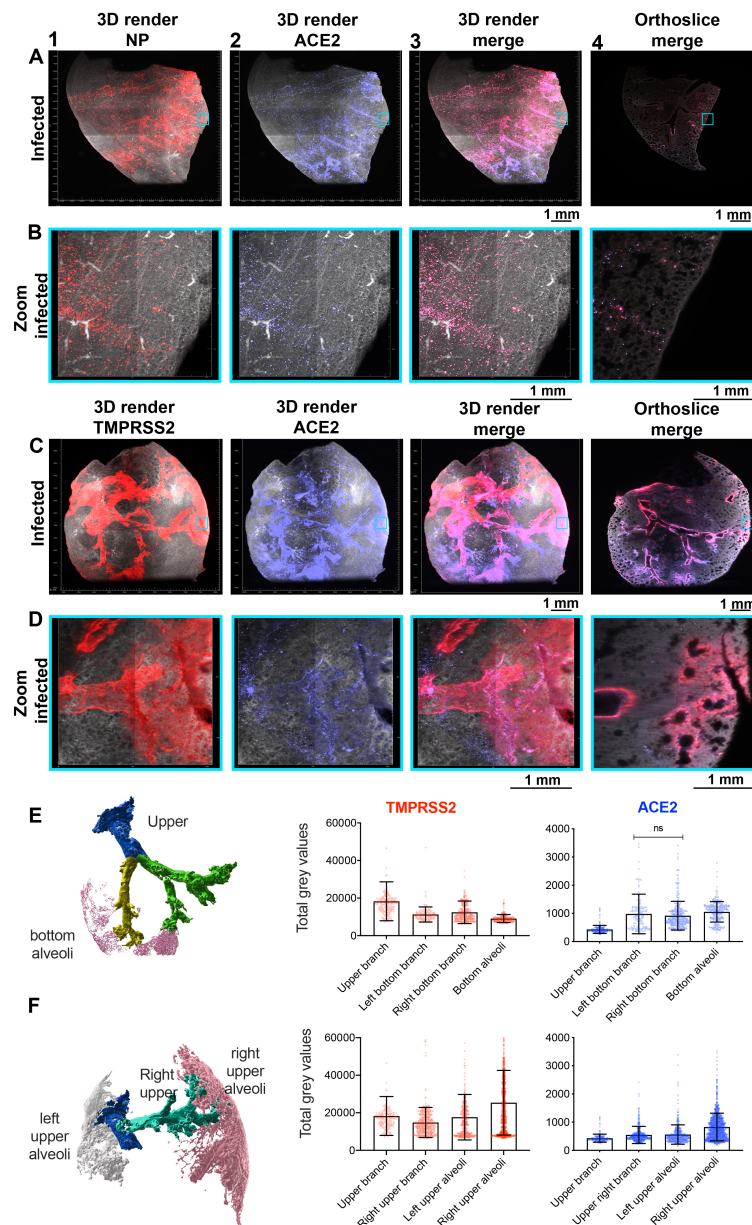 3D render
NP
3D render
ACE2
3D render
merge
Orthoslice
merge
1
2
3
4
A
Infected
1 mm
1 mm
B
Zoom
infected
1 mm
1 mm
3D render
TMPRSS2
3D render
ACE2
3D render
merge
Orthoslice
merge
C
Infected
1 mm
1 mm
D
Zoom
infected
1 mm
1 mm
E
Upper
bottom
alveoli
TMPRSS2
Total grey values
60000
40000
20000
0
Upper branch
Left bottom branch
Right bottom branch
Bottom alveoli
ACE2
ns
4000
3000
2000
1000
0
Upper branch
Left bottom branch
Right bottom branch
Bottom alveoli
F
left
upper
alveoli
Right
upper
right
upper
alveoli
Total grey values
60000
40000
20000
0
Upper branch
Right upper branch
Left upper alveoli
Right upper alveoli
4000
3000
2000
1000
0
Upper branch
Upper right branch
Left upper alveoli
Right upper alveoli